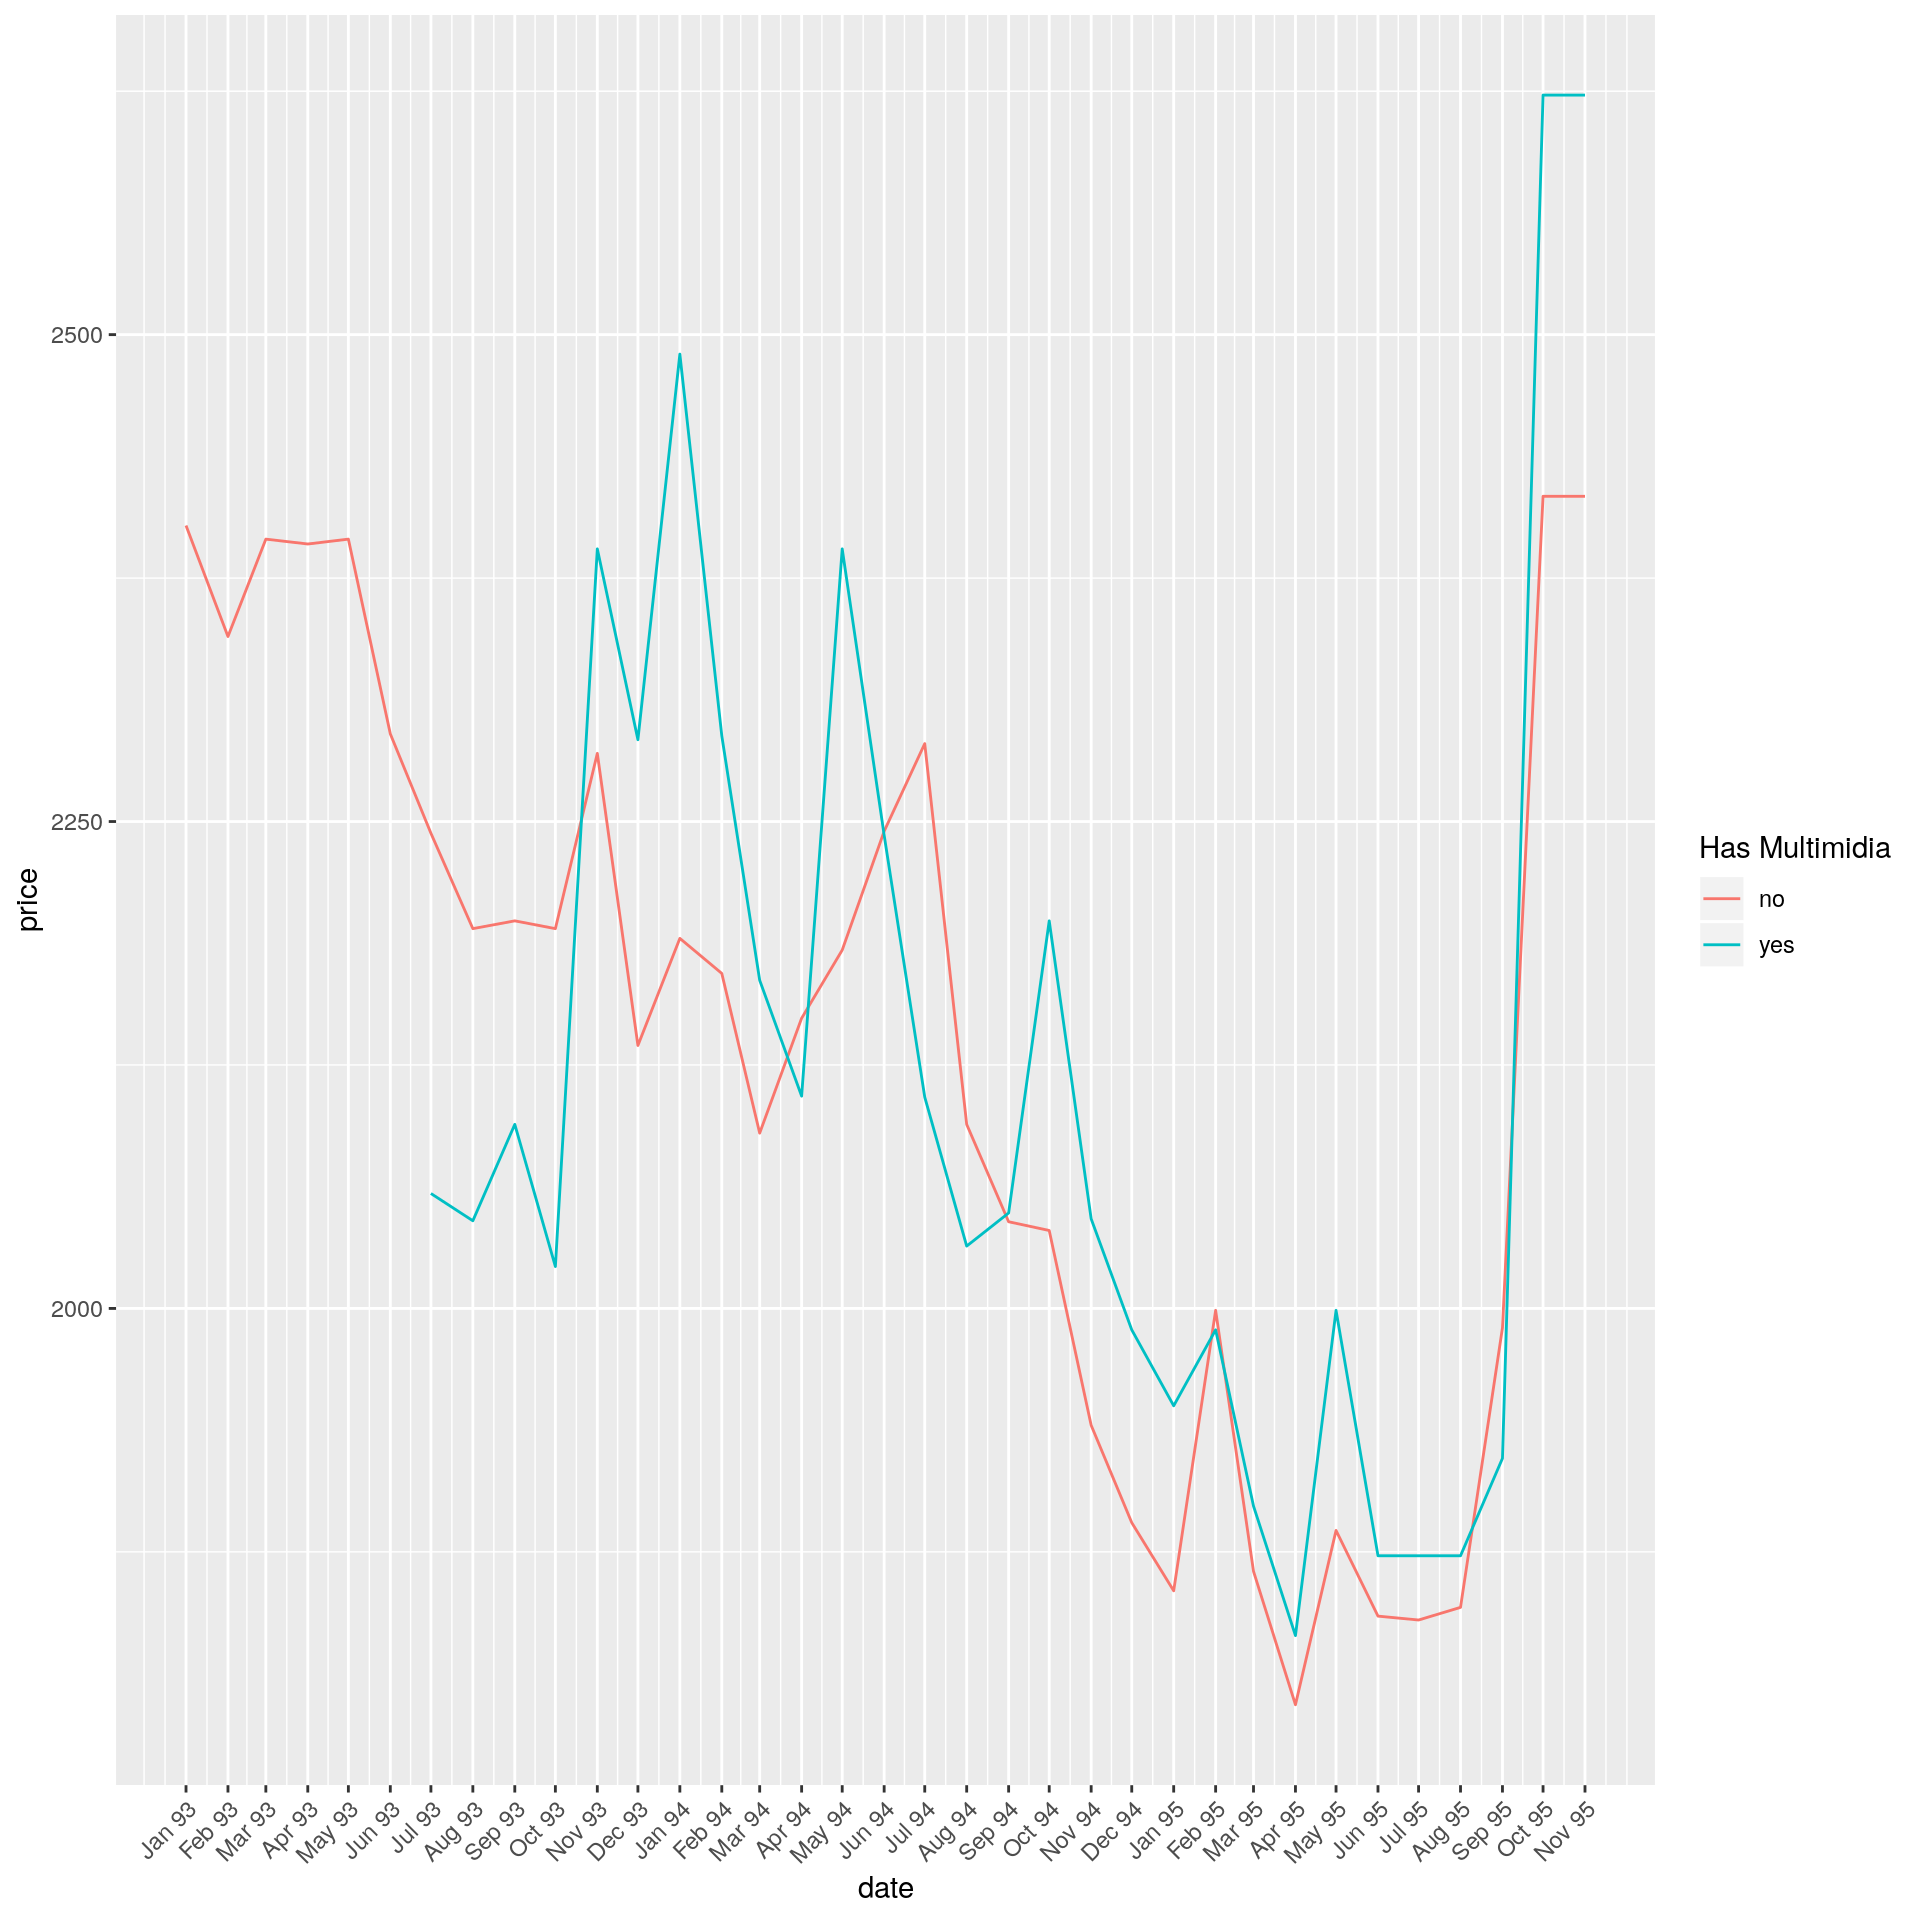 2500
2250
2000
price
Jan 93
Feb 93
Mar 93
Apr 93
May 93
Jun 93
Jul 93
Aug 93
Sep 93
Oct 93
Nov 93
Dec 93
Jan 94
Feb 94
Mar 94
Apr 94
May 94
Jun 94
Jul 94
Aug 94
Sep 94
Oct 94
Nov 94
Dec 94
Jan 95
Feb 95
Mar 95
Apr 95
May 95
Jun 95
Jul 95
Aug 95
Sep 95
Oct 95
Nov 95
date
Has Multimidia
no
yes